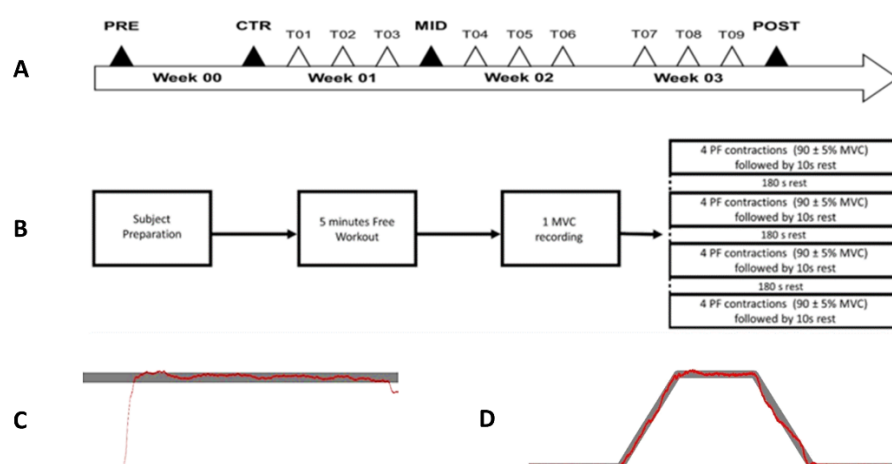 PRE CTR T01 T02 T03 MID T04 T05 T06 T07 T08 T09 POST
A
Week 00 Week 01 Week 02 Week 03
B
Subject
Preparation
5 minutes Free
Workout
1 MVC
recording
4 PF contractions (90 ± 5% MVC)
followed by 10s rest
180 s rest
4 PF contractions (90 ± 5% MVC)
followed by 10s rest
180 s rest
4 PF contractions (90 ± 5% MVC)
followed by 10s rest
180 s rest
4 PF contractions (90 ± 5% MVC)
followed by 10s rest
C
D